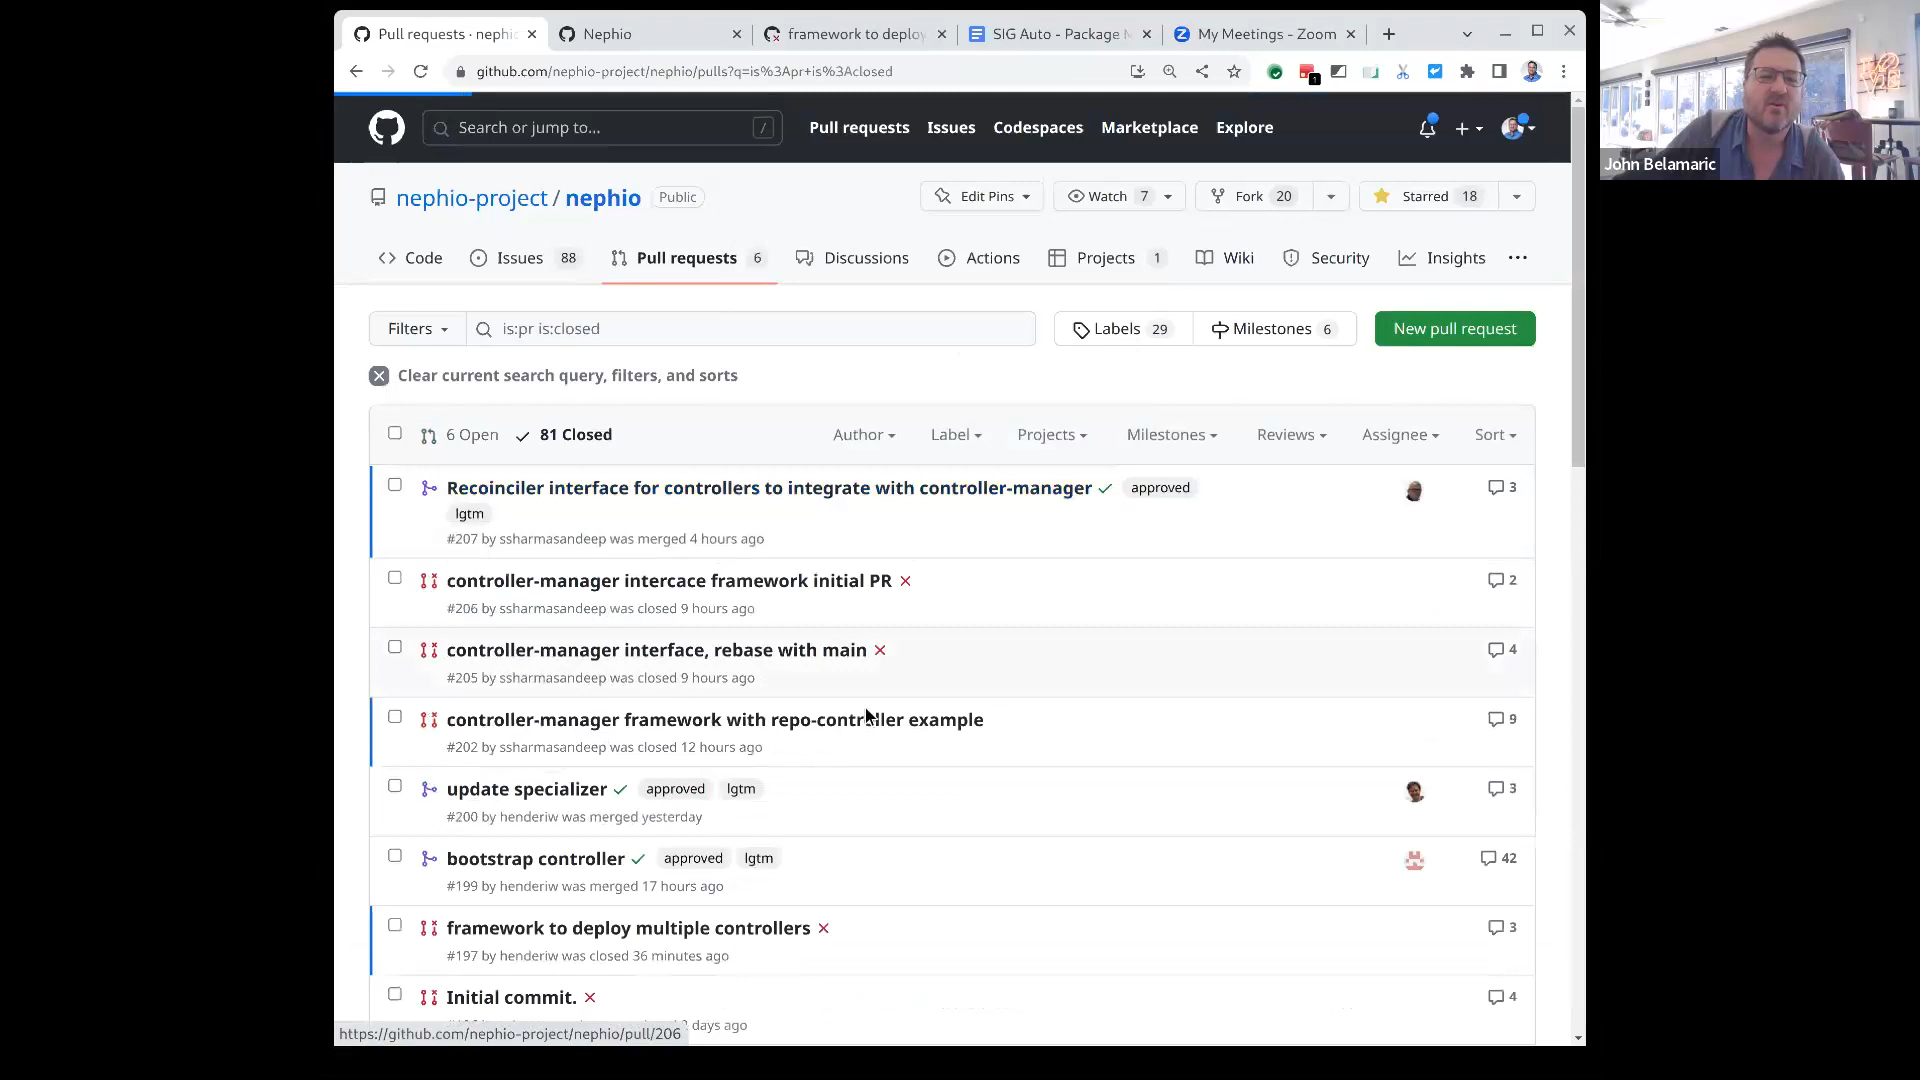 Pull requests · nephi
Nephio
framework to deploy
SIG Auto - Package
My Meetings - Zoom
github.com/nephio-project/nephio/pulls?q=is%3Apr+is%3Aclosed
1
Search or jump to...
/
Pull requests
Issues
Codespaces
Marketplace
Explore
nephio-project / nephio
Public
Edit Pins
Watch 7
Fork 20
Starred 18
Code
Issues 88
Pull requests 6
Discussions
Actions
Projects 1
Wiki
Security
Insights
Filters
is:pr is:closed
Labels 29
Milestones 6
New pull request
Clear current search query, filters, and sorts
6 Open
81 Closed
Author
Label
Projects
Milestones
Reviews
Assignee
Sort
Recoinciler interface for controllers to integrate with controller-manager
approved
3
lgtm
#207 by ssharmasandeep was merged 4 hours ago
controller-manager intercace framework initial PR
2
#206 by ssharmasandeep was closed 9 hours ago
controller-manager interface, rebase with main
4
#205 by ssharmasandeep was closed 9 hours ago
controller-manager framework with repo-controller example
9
#202 by ssharmasandeep was closed 12 hours ago
update specializer
approved
lgtm
3
#200 by henderiw was merged yesterday
bootstrap controller
approved
lgtm
42
#199 by henderiw was merged 17 hours ago
framework to deploy multiple controllers
3
#197 by henderiw was closed 36 minutes ago
Initial commit.
4
days ago
https://github.com/nephio-project/nephio/pull/206
John Belamaric